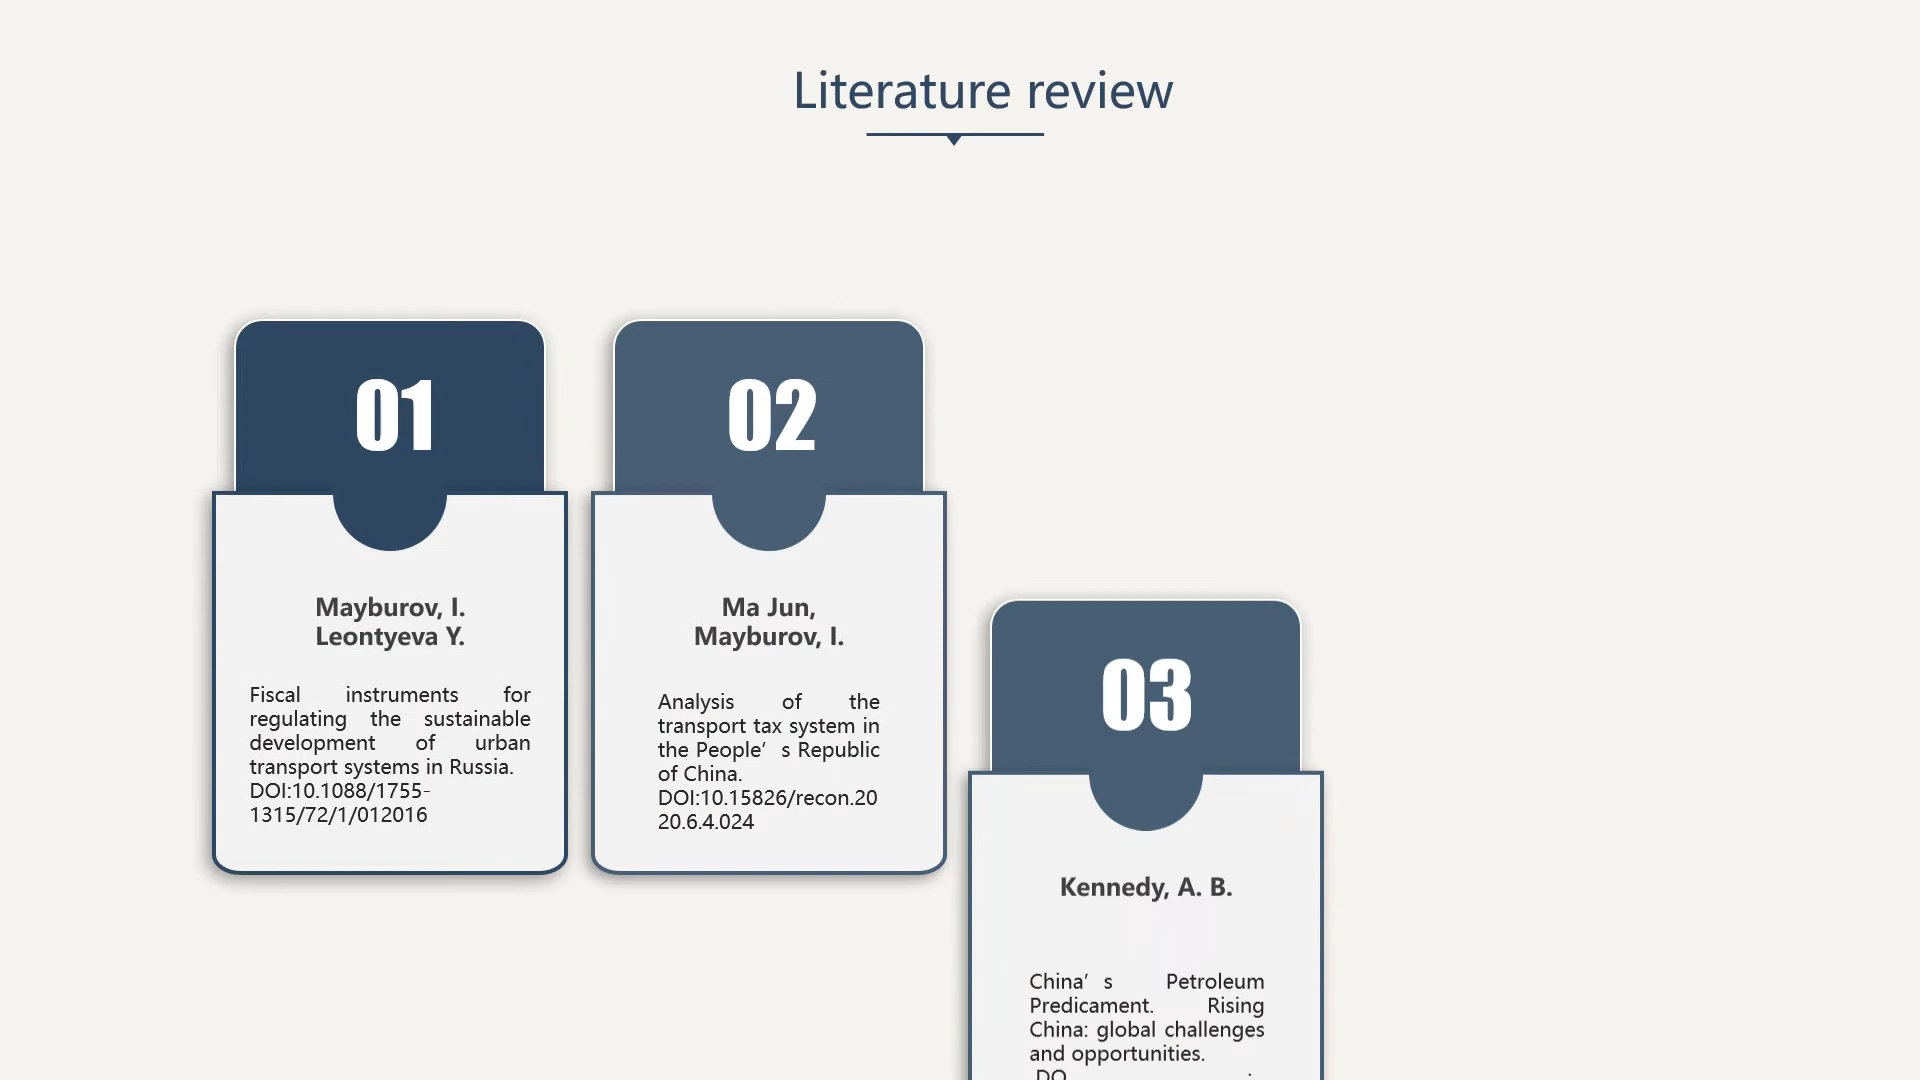 Literature review
01
Mayburov, I.
Leontyeva Y.
Fiscal instruments for
regulating the sustainable
development of urban
transport systems in Russia.
DOI:10.1088/1755-
1315/72/1/012016
02
Ma Jun,
Mayburov, I.
Analysis of the
transport tax system in
the People’s Republic
of China.
DOI:10.15826/recon.20
20.6.4.024
03
Kennedy, A. B.
China’s Petroleum
Predicament. Rising
China: global challenges
and opportunities.